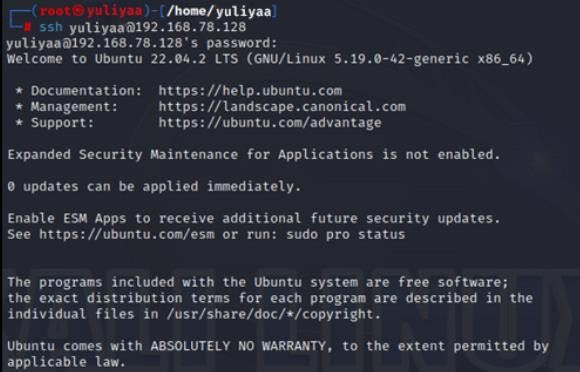 ┌──(root㉿yuliyaa)-[/home/yuliyaa]
└─# ssh yuliyaa@192.168.78.128
yuliyaa@192.168.78.128's password:
Welcome to Ubuntu 22.04.2 LTS (GNU/Linux 5.19.0-42-generic x86_64)
* Documentation:  https://help.ubuntu.com
* Management:     https://landscape.canonical.com
* Support:        https://ubuntu.com/advantage
Expanded Security Maintenance for Applications is not enabled.
0 updates can be applied immediately.
Enable ESM Apps to receive additional future security updates.
See https://ubuntu.com/esm or run: sudo pro status
The programs included with the Ubuntu system are free software;
the exact distribution terms for each program are described in the
individual files in /usr/share/doc/*/copyright.
Ubuntu comes with ABSOLUTELY NO WARRANTY, to the extent permitted by
applicable law.